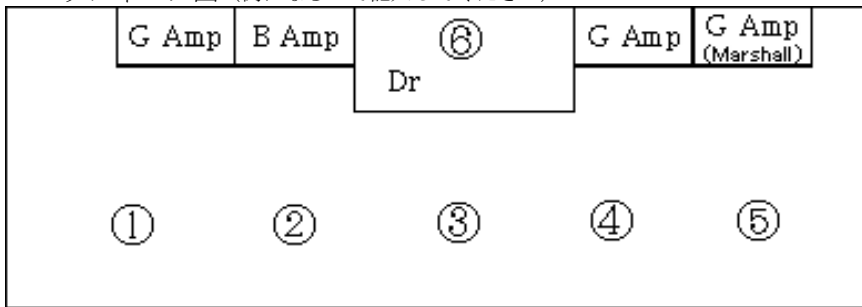 G Amp
B Amp
⑥
Dr
G Amp
G Amp
(Marshall)
① ② ③ ④ ⑤